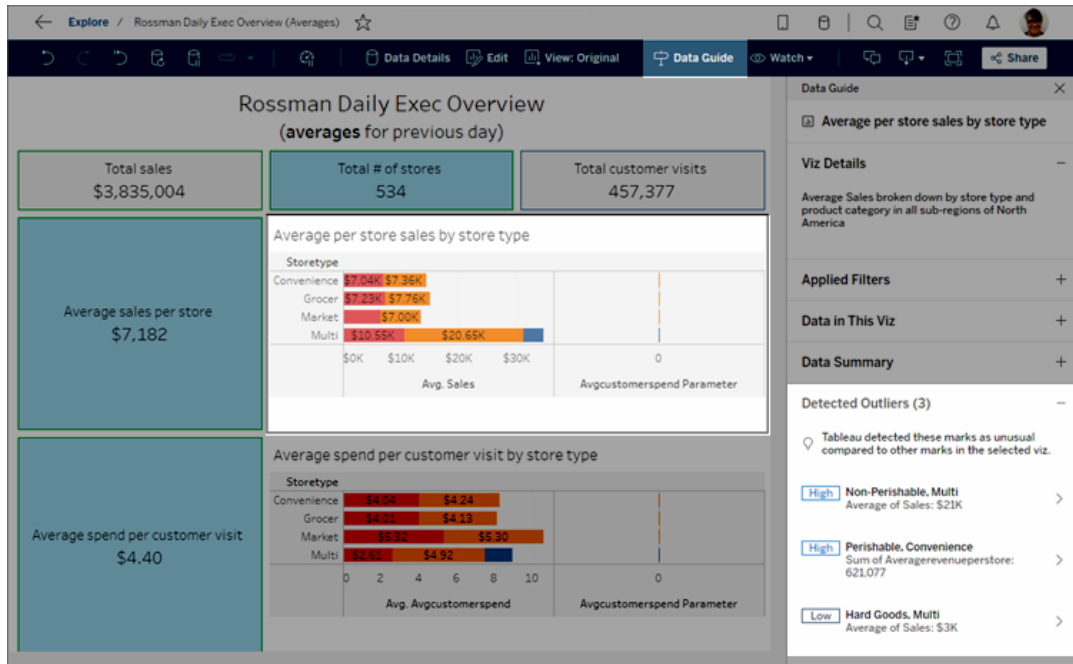 Explore / Rossman Daily Exec Overview (Averages)
Data Details Edit View: Original Data Guide Watch Share
Rossman Daily Exec Overview
(averages for previous day)
Total sales
$3,835,004
Total # of stores
534
Total customer visits
457,377
Average sales per store
$7,182
Average per store sales by store type
Storetype
Convenience $7.04K $7.36K
Grocer $7.23K $7.76K
Market $7.00K
Multi $10.55K $20.65K
$0K $10K $20K $30K 0
Avg. Sales Avgcustomerspend Parameter
Average spend per customer visit
$4.40
Average spend per customer visit by store type
Storetype
Convenience $4.04 $4.24
Grocer $4.01 $4.13
Market $5.32 $5.30
Multi $2.61 $4.92
0 2 4 6 8 10 0
Avg. Avgcustomerspend Avgcustomerspend Parameter
Data Guide
Average per store sales by store type
Viz Details
Average Sales broken down by store type and
product category in all sub-regions of North
America
Applied Filters
Data in This Viz
Data Summary
Detected Outliers (3)
Tableau detected these marks as unusual
compared to other marks in the selected viz.
High Non-Perishable, Multi
Average of Sales: $21K
High Perishable, Convenience
Sum of Averagerevenueperstore:
621,077
Low Hard Goods, Multi
Average of Sales: $3K